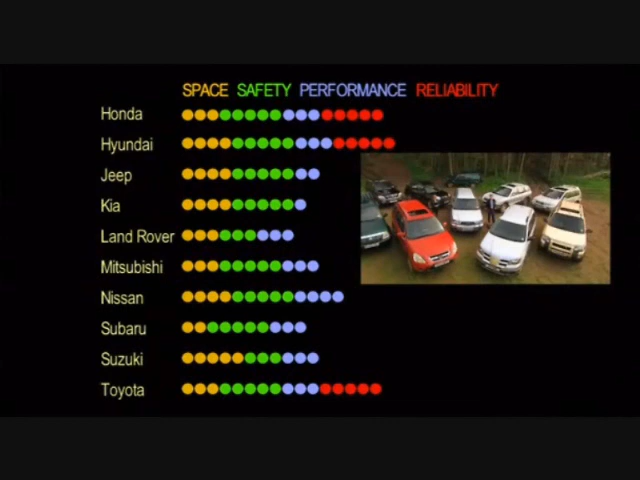 SPACE SAFETY PERFORMANCE RELIABILITY
Honda
Hyundai
Jeep
Kia
Land Rover
Mitsubishi
Nissan
Subaru
Suzuki
Toyota